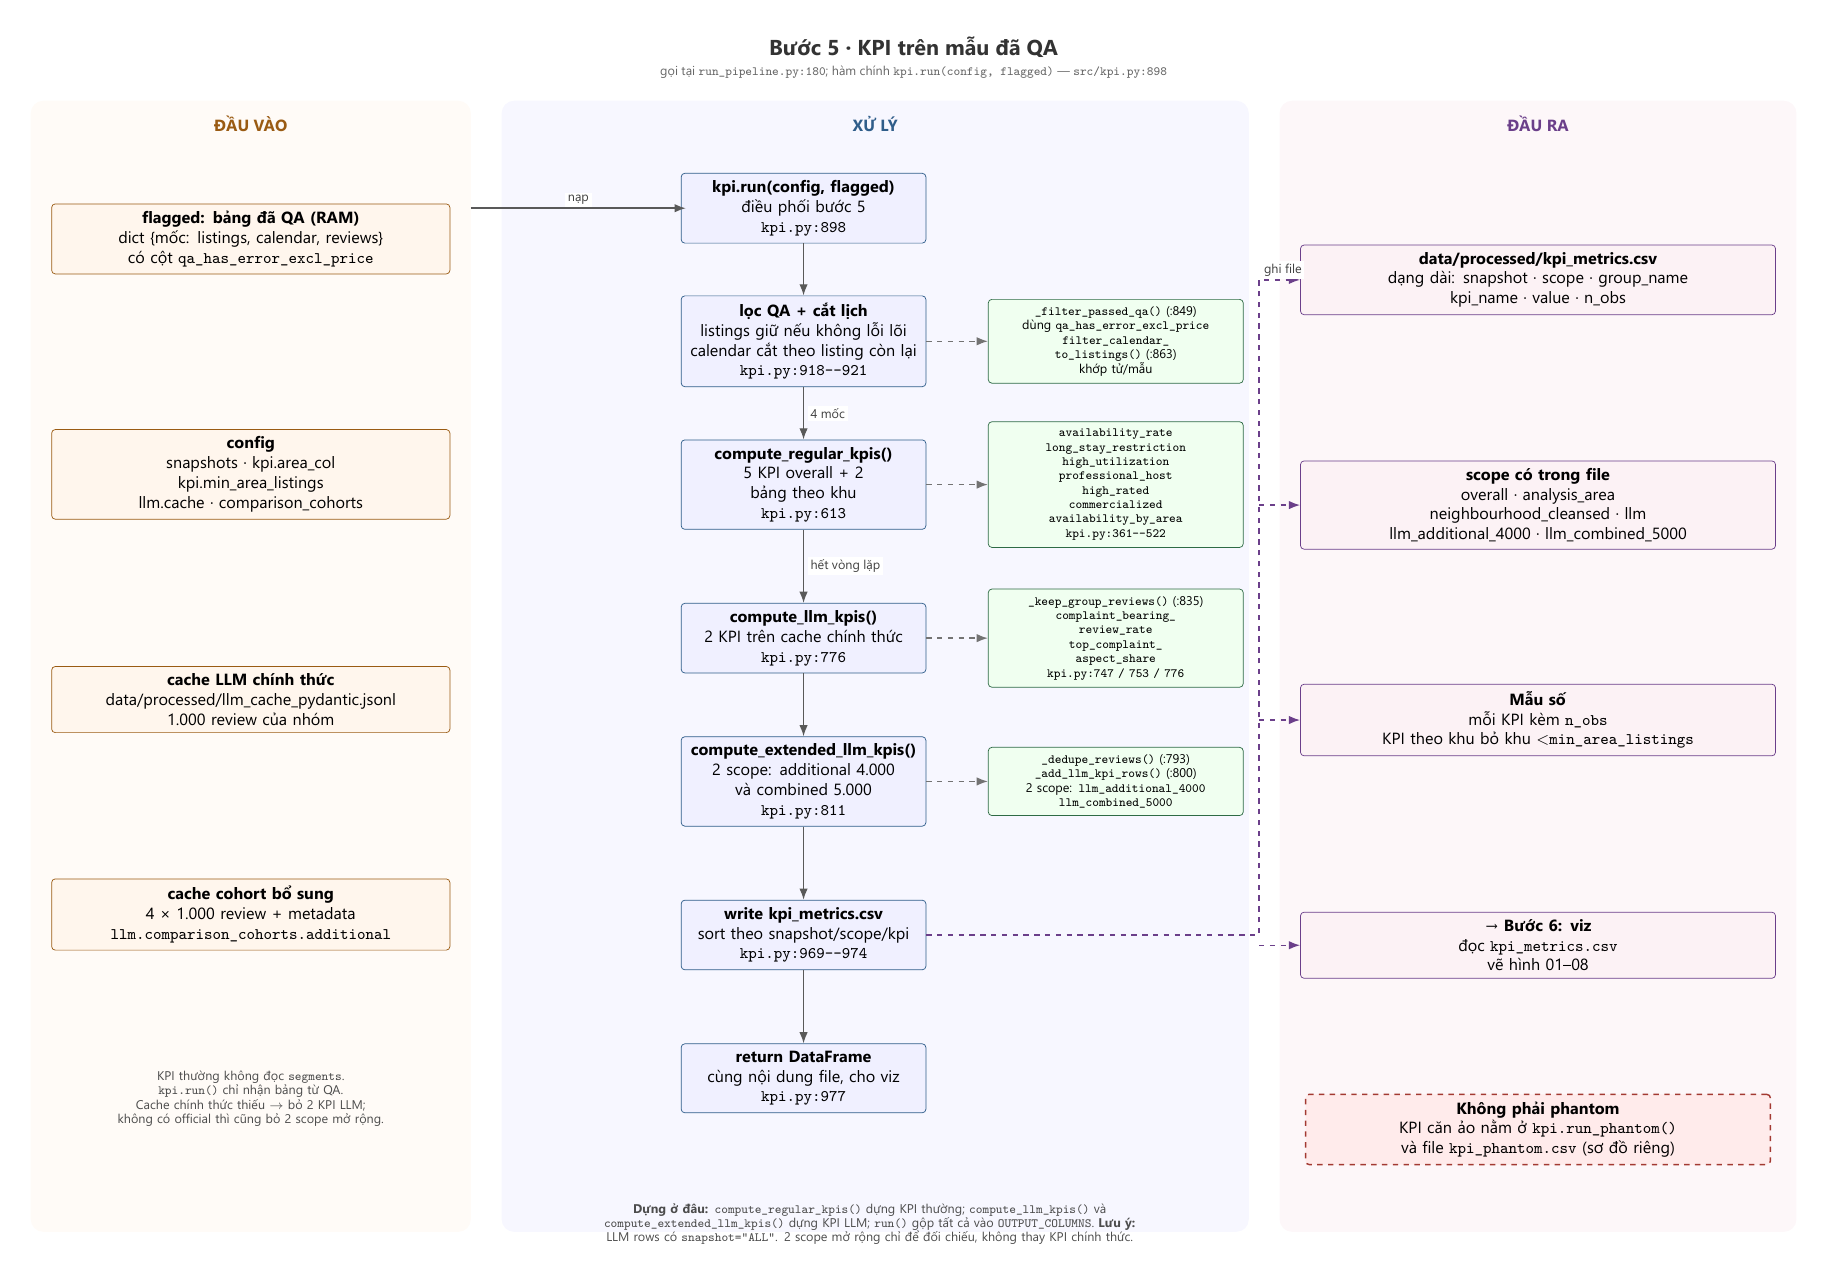 Bước 5 · KPI trên mẫu đã QA
gọi tại run_pipeline.py:180; hàm chính kpi.run(config, flagged) — src/kpi.py:898
ĐẦU VÀO
flagged: bảng đã QA (RAM)
dict {mốc: listings, calendar, reviews}
có cột qa_has_error_excl_price
config
snapshots · kpi.area_col
kpi.min_area_listings
llm.cache · comparison_cohorts
cache LLM chính thức
data/processed/llm_cache_pydantic.jsonl
1.000 review của nhóm
cache cohort bổ sung
4 × 1.000 review + metadata
llm.comparison_cohorts.additional
KPI thường không đọc segments.
kpi.run() chỉ nhận bảng từ QA.
Cache chính thức thiếu → bỏ 2 KPI LLM;
không có official thì cũng bỏ 2 scope mở rộng.
nạp
XỬ LÝ
kpi.run(config, flagged)
điều phối bước 5
kpi.py:898
lọc QA + cắt lịch
listings giữ nếu không lỗi lõi
calendar cắt theo listing còn lại
kpi.py:918--921
_filter_passed_qa() (:849)
dùng qa_has_error_excl_price
filter_calendar_
to_listings() (:863)
khớp tử/mẫu
4 mốc
compute_regular_kpis()
5 KPI overall + 2
bảng theo khu
kpi.py:613
availability_rate
long_stay_restriction
high_utilization
professional_host
high_rated
commercialized
availability_by_area
kpi.py:361--522
hết vòng lặp
compute_llm_kpis()
2 KPI trên cache chính thức
kpi.py:776
_keep_group_reviews() (:835)
complaint_bearing_
review_rate
top_complaint_
aspect_share
kpi.py:747 / 753 / 776
compute_extended_llm_kpis()
2 scope: additional 4.000
và combined 5.000
kpi.py:811
_dedupe_reviews() (:793)
_add_llm_kpi_rows() (:800)
2 scope: llm_additional_4000
llm_combined_5000
write kpi_metrics.csv
sort theo snapshot/scope/kpi
kpi.py:969--974
return DataFrame
cùng nội dung file, cho viz
kpi.py:977
Dựng ở đâu: compute_regular_kpis() dựng KPI thường; compute_llm_kpis() và
compute_extended_llm_kpis() dựng KPI LLM; run() gộp tất cả vào OUTPUT_COLUMNS. Lưu ý:
LLM rows có snapshot="ALL". 2 scope mở rộng chỉ để đối chiếu, không thay KPI chính thức.
ghi file
ĐẦU RA
data/processed/kpi_metrics.csv
dạng dài: snapshot · scope · group_name
kpi_name · value · n_obs
scope có trong file
overall · analysis_area
neighbourhood_cleansed · llm
llm_additional_4000 · llm_combined_5000
Mẫu số
mỗi KPI kèm n_obs
KPI theo khu bỏ khu <min_area_listings
→ Bước 6: viz
đọc kpi_metrics.csv
vẽ hình 01–08
Không phải phantom
KPI căn ảo nằm ở kpi.run_phantom()
và file kpi_phantom.csv (sơ đồ riêng)